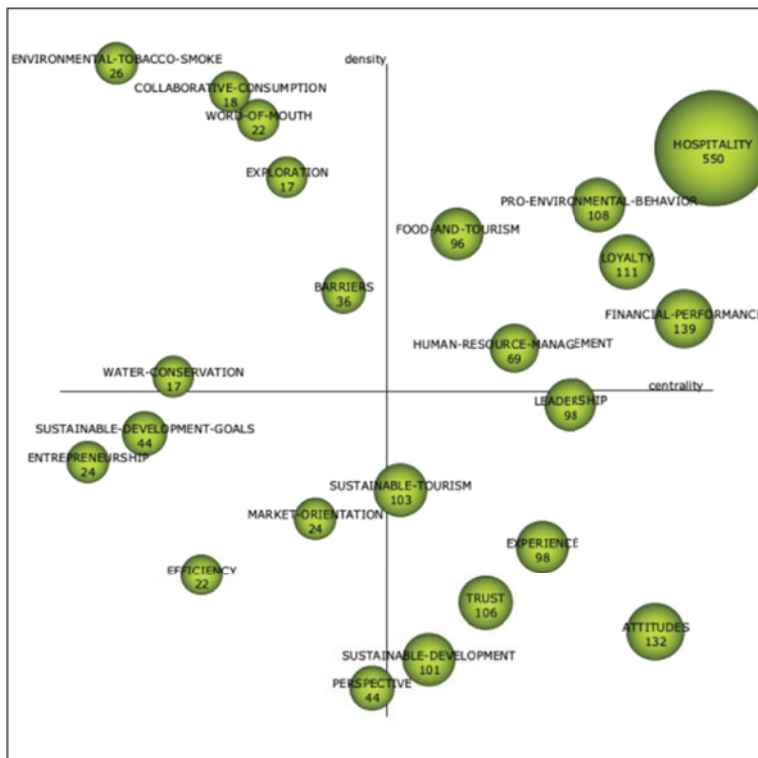 ENVIRONMENTAL-TOBACCO-SMOKE
26
density
COLLABORATIVE-CONSUMPTION
18
WORD-OF-MOUTH
22
HOSPITALITY
550
EXPLORATION
17
PRO-ENVIRONMENTAL-BEHAVIOR
108
FOOD-AND-TOURISM
96
LOYALTY
111
BARRIERS
36
FINANCIAL-PERFORMANCE
139
HUMAN-RESOURCE-MANAGEMENT
69
WATER-CONSERVATION
17
centrality
LEADERSHIP
98
SUSTAINABLE-DEVELOPMENT-GOALS
44
ENTREPRENEURSHIP
24
SUSTAINABLE-TOURISM
103
MARKET-ORIENTATION
24
EXPERIENCE
98
EFFICIENCY
22
TRUST
106
ATTITUDES
132
SUSTAINABLE-DEVELOPMENT
101
PERSPECTIVE
44